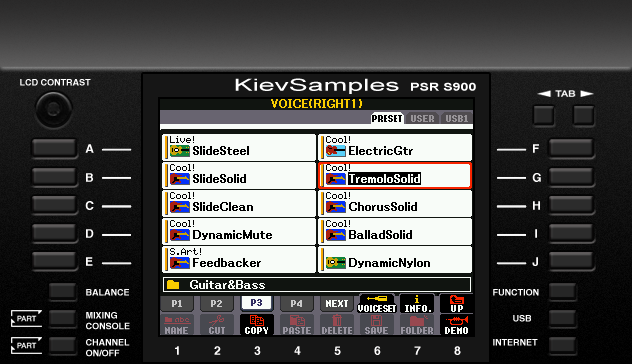 KievSamples PSR S900
LCD CONTRAST
VOICE(RIGHT1)
TAB
PRESET USER USB1
Live! Cool!
A SlideSteel ElectricGtr F
Cool! Cool!
B SlideSolid TremoloSolid G
Cool! Cool!
C SlideClean ChorusSolid H
Cool! Cool!
D DynamicMute BalladSolid I
S.Art!
E Feedbacker DynamicNylon J
Guitar&Bass
BALANCE FUNCTION
P1 P2 P3 P4 NEXT VOICESET INFO. UP
PART MIXING CONSOLE USB
NAME CUT COPY PASTE DELETE SAVE FOLDER DEMO
PART CHANNEL ON/OFF INTERNET
1 2 3 4 5 6 7 8